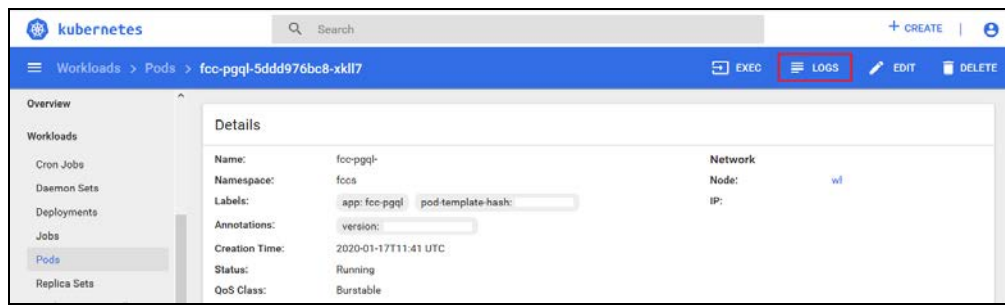 kubernetes
Search
+ CREATE
Workloads > Pods > fcc-pgql-5ddd976bc8-xkll7
EXEC
LOGS
EDIT
DELETE
Overview
Workloads
Cron Jobs
Daemon Sets
Deployments
Jobs
Pods
Replica Sets
Details
Name: fcc-pgql-
Namespace: fccs
Labels: app: fcc-pgql pod-template-hash:
Annotations: version:
Creation Time: 2020-01-17T11:41 UTC
Status: Running
QoS Class: Burstable
Network
Node: wl
IP: